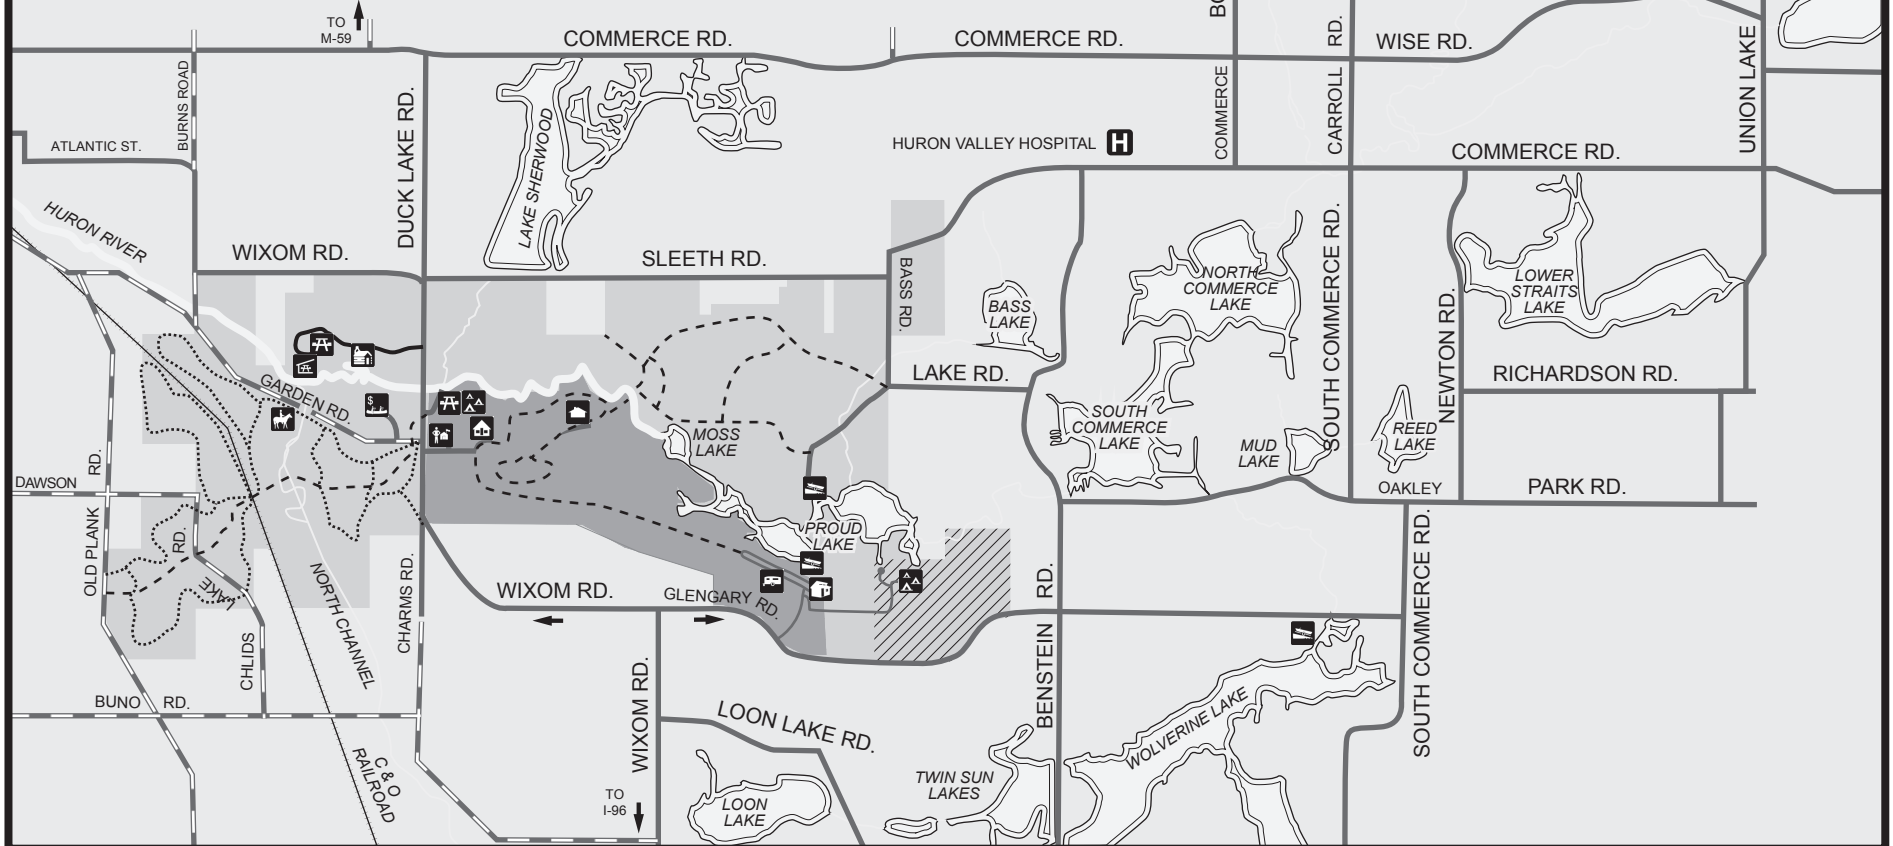 TO
M-59
COMMERCE RD.
COMMERCE RD.
WISE RD.
BURNS ROAD
DUCK LAKE RD.
LAKE SHERWOOD
COMMERCE
CARROLL RD.
UNION LAKE
ATLANTIC ST.
HURON VALLEY HOSPITAL
H
COMMERCE RD.
HURON RIVER
WIXOM RD.
SLEETH RD.
BASS RD.
BASS
LAKE
NORTH
COMMERCE
LAKE
SOUTH COMMERCE RD.
LOWER
STRAITS
LAKE
NEWTON RD.
GARDEN RD.
$
LAKE RD.
RICHARDSON RD.
MOSS
LAKE
SOUTH
COMMERCE
LAKE
MUD
LAKE
REED
LAKE
DAWSON
OLD PLANK RD.
OAKLEY
PARK RD.
PROUD
LAKE
RD.
LAKE
NORTH CHANNEL
CHARMS RD.
WIXOM RD.
GLENGARY RD.
BENSTEIN RD.
SOUTH COMMERCE RD.
CHLIDS
BUNO RD.
WIXOM RD.
LOON LAKE RD.
WOLVERINE LAKE
C & O
RAILROAD
TO
I-96
LOON
LAKE
TWIN SUN
LAKES